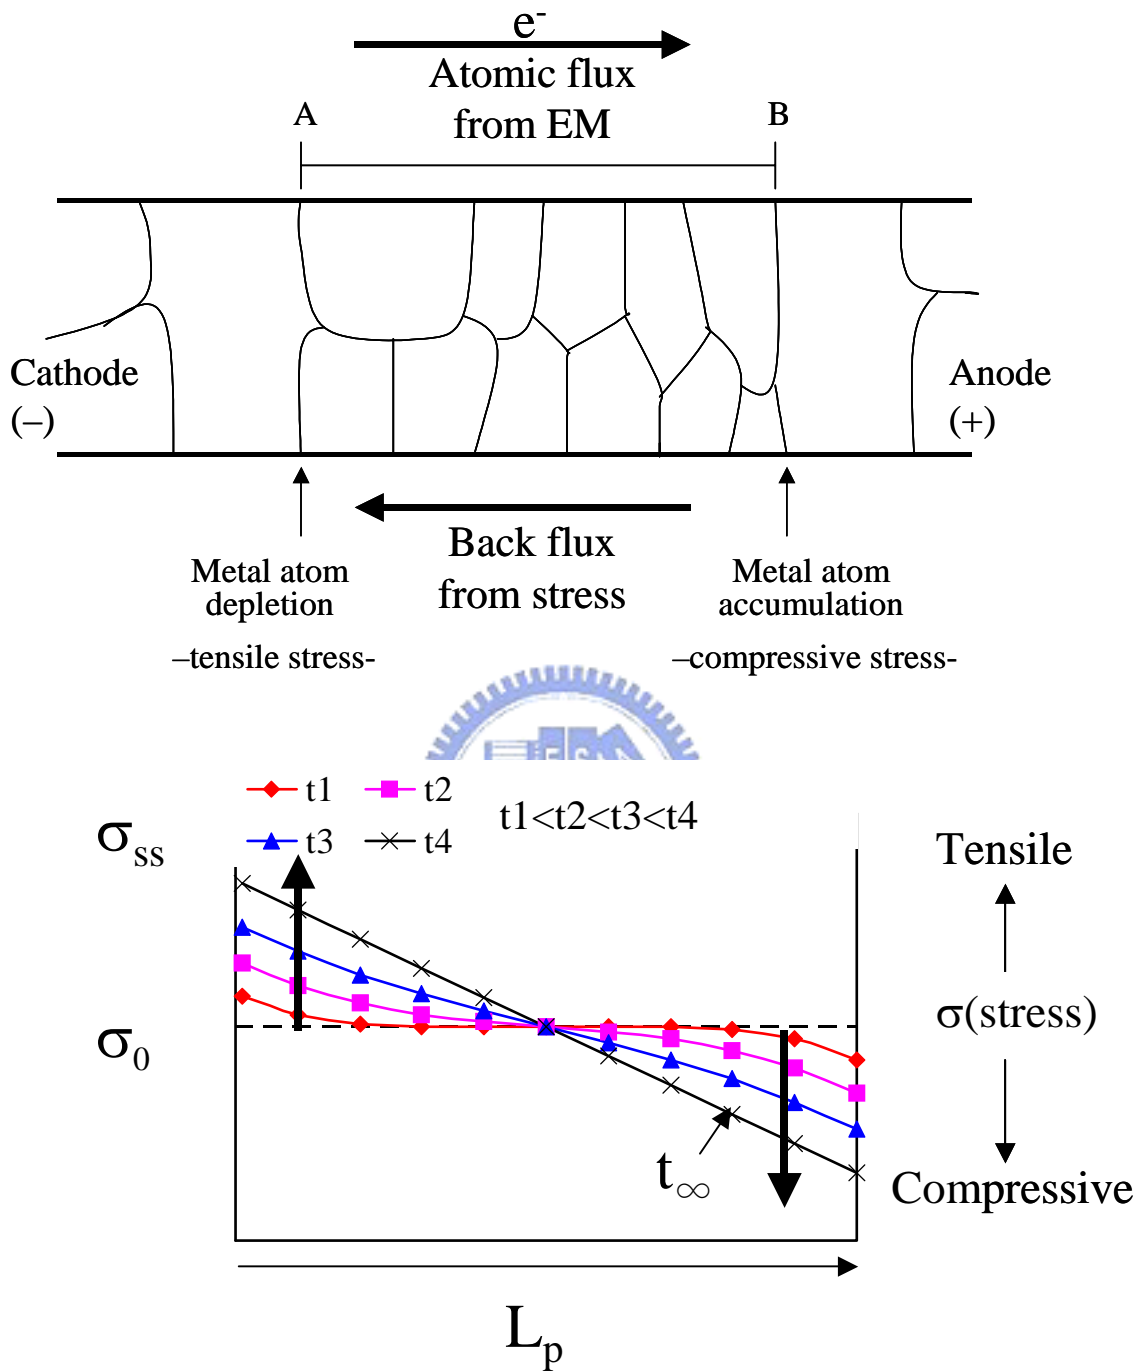 e-
Atomic flux
from EM
A
B
Cathode
(–)
Anode
(+)
Back flux
from stress
Metal atom
depletion
–tensile stress-
Metal atom
accumulation
–compressive stress-
t1
t2
t3
t4
t1<t2<t3<t4
σss
σ0
Tensile
σ(stress)
Compressive
t∞
Lp